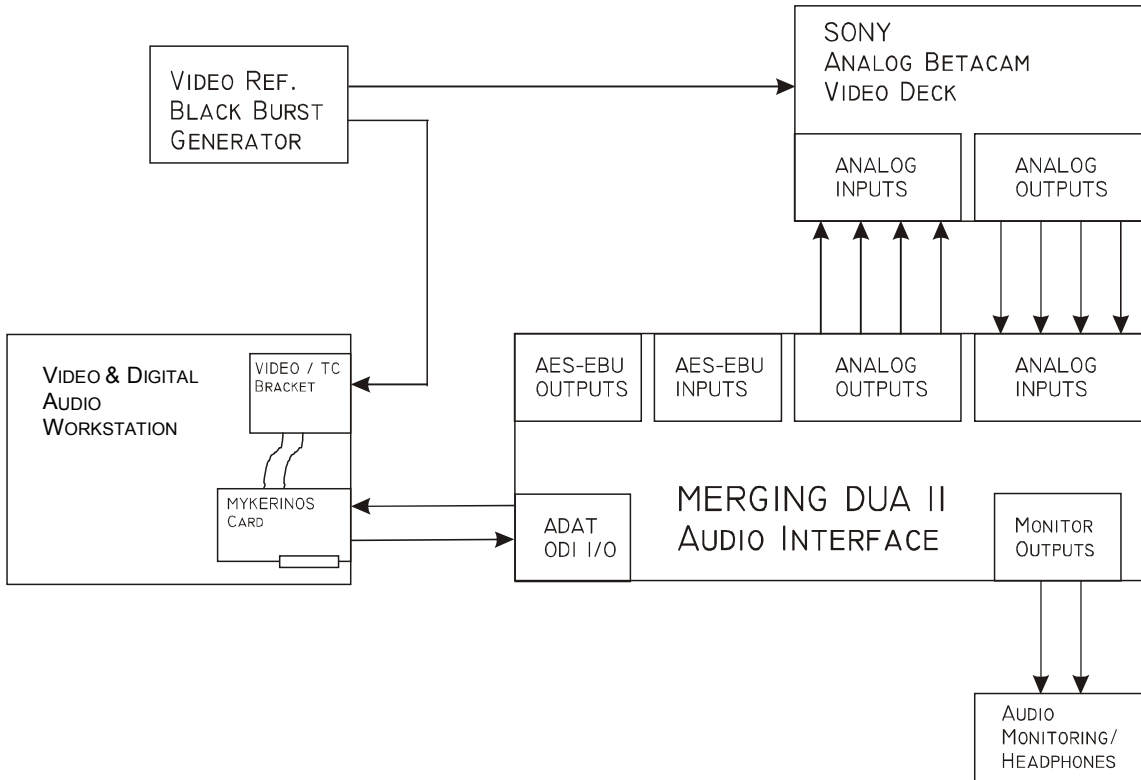 VIDEO REF.
BLACK BURST
GENERATOR
SONY
ANALOG BETACAM
VIDEO DECK
ANALOG
INPUTS
ANALOG
OUTPUTS
VIDEO & DIGITAL
AUDIO
WORKSTATION
VIDEO / TC
BRACKET
MYKERINOS
CARD
AES-EBU
OUTPUTS
AES-EBU
INPUTS
ANALOG
OUTPUTS
ANALOG
INPUTS
MERGING DUA II
AUDIO INTERFACE
ADAT
ODI I/O
MONITOR
OUTPUTS
AUDIO
MONITORING/
HEADPHONES